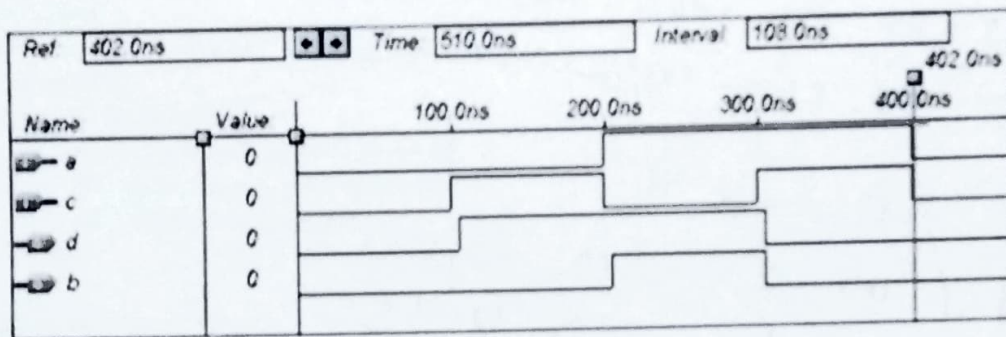 Ref: 402.0ns Time 510.0ns Interval 108.0ns
402.0ns
Name Value 100.0ns 200.0ns 300.0ns 400.0ns
a 0
c 0
d 0
b 0